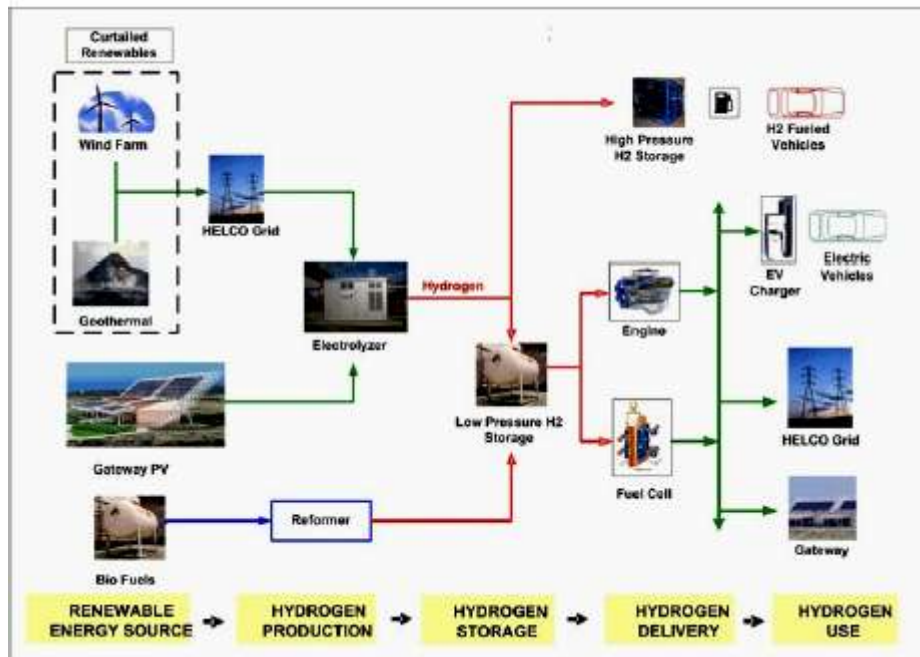 Curtailed
Renewables
Wind Farm
HELCO Grid
Geothermal
Electrolyzer
Hydrogen
Gateway PV
Bio Fuels
Reformer
Low Pressure H2
Storage
High Pressure
H2 Storage
H2 Fueled
Vehicles
Engine
Fuel Cell
EV
Charger
Electric
Vehicles
HELCO Grid
Gateway
RENEWABLE
ENERGY SOURCE
HYDROGEN
PRODUCTION
HYDROGEN
STORAGE
HYDROGEN
DELIVERY
HYDROGEN
USE